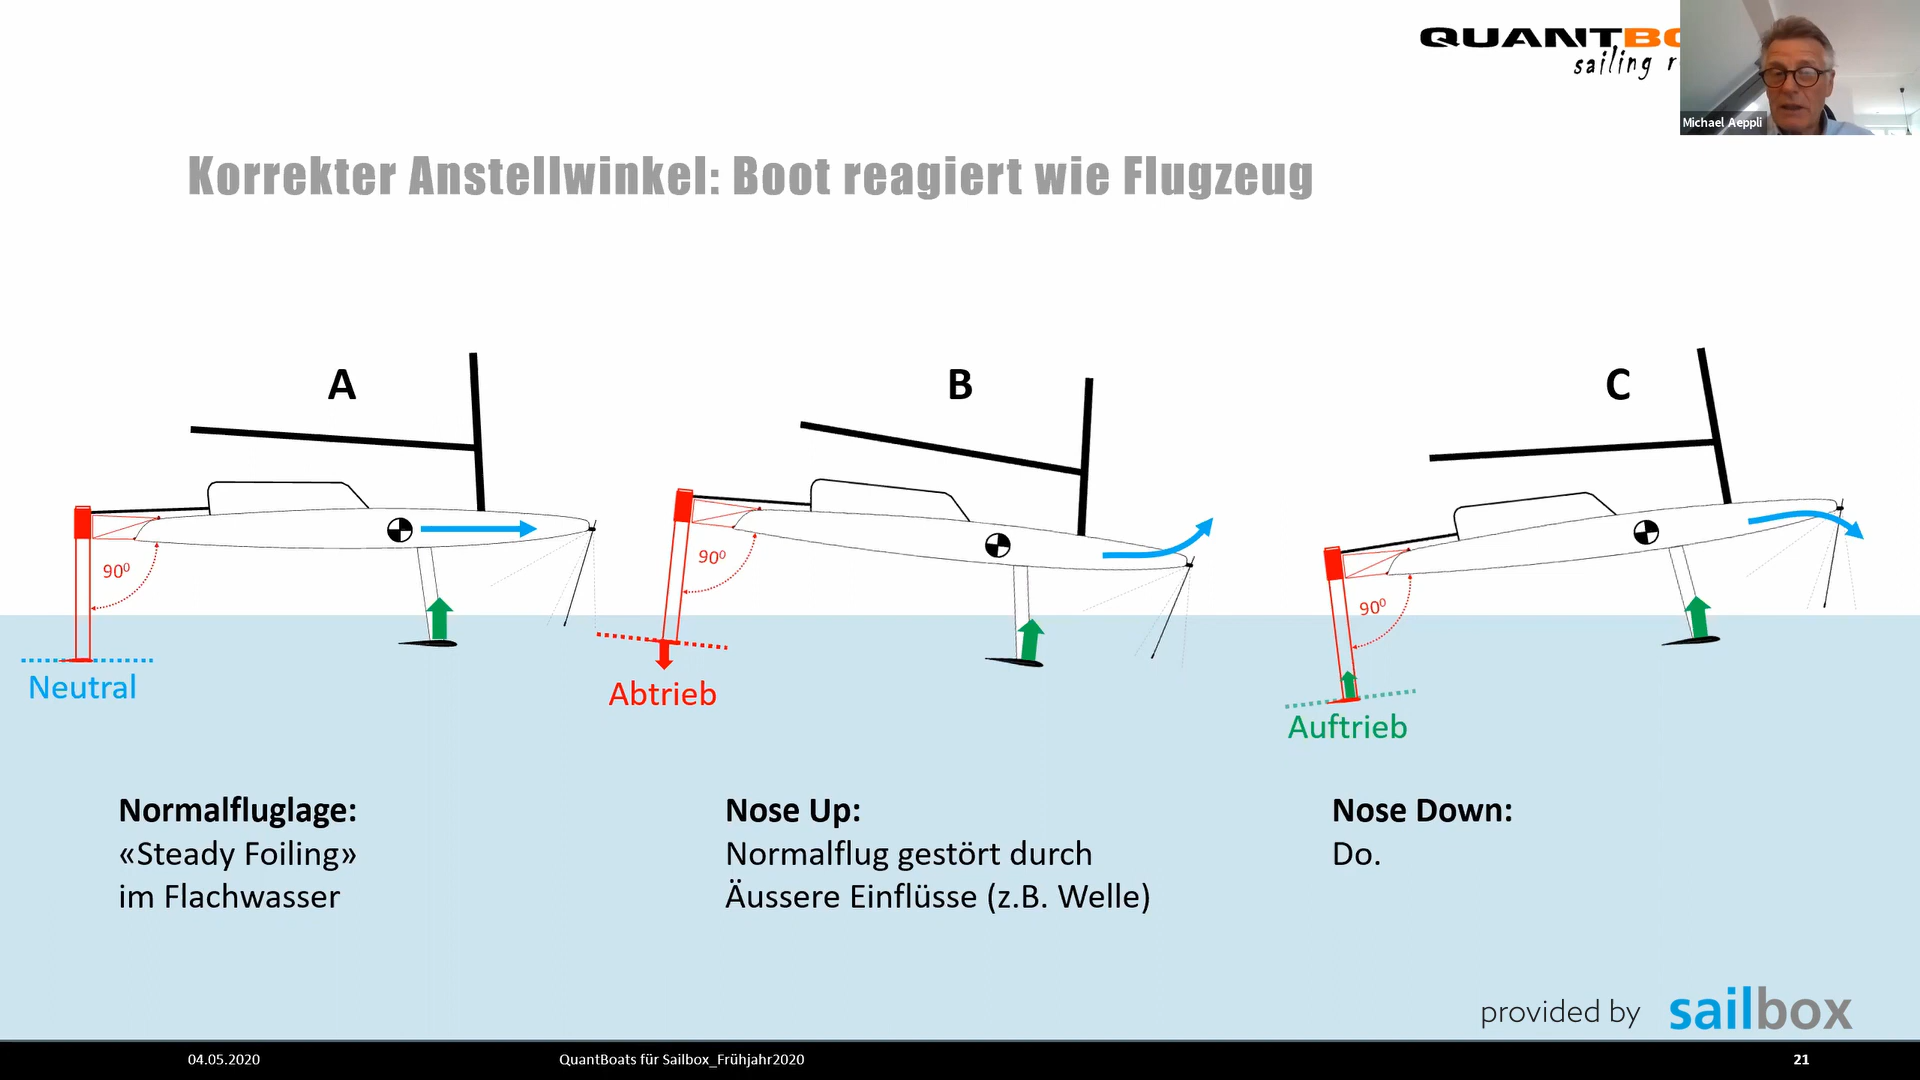 QUANTBO
sailing r
Michael Aeppli
Korrekter Anstellwinkel: Boot reagiert wie Flugzeug
A
B
C
90⁰
90⁰
90⁰
Neutral
Abtrieb
Auftrieb
Normalfluglage:
«Steady Foiling»
im Flachwasser
Nose Up:
Normalflug gestört durch
Äussere Einflüsse (z.B. Welle)
Nose Down:
Do.
provided by sailbox
04.05.2020
QuantBoats für Sailbox_Frühjahr2020
21